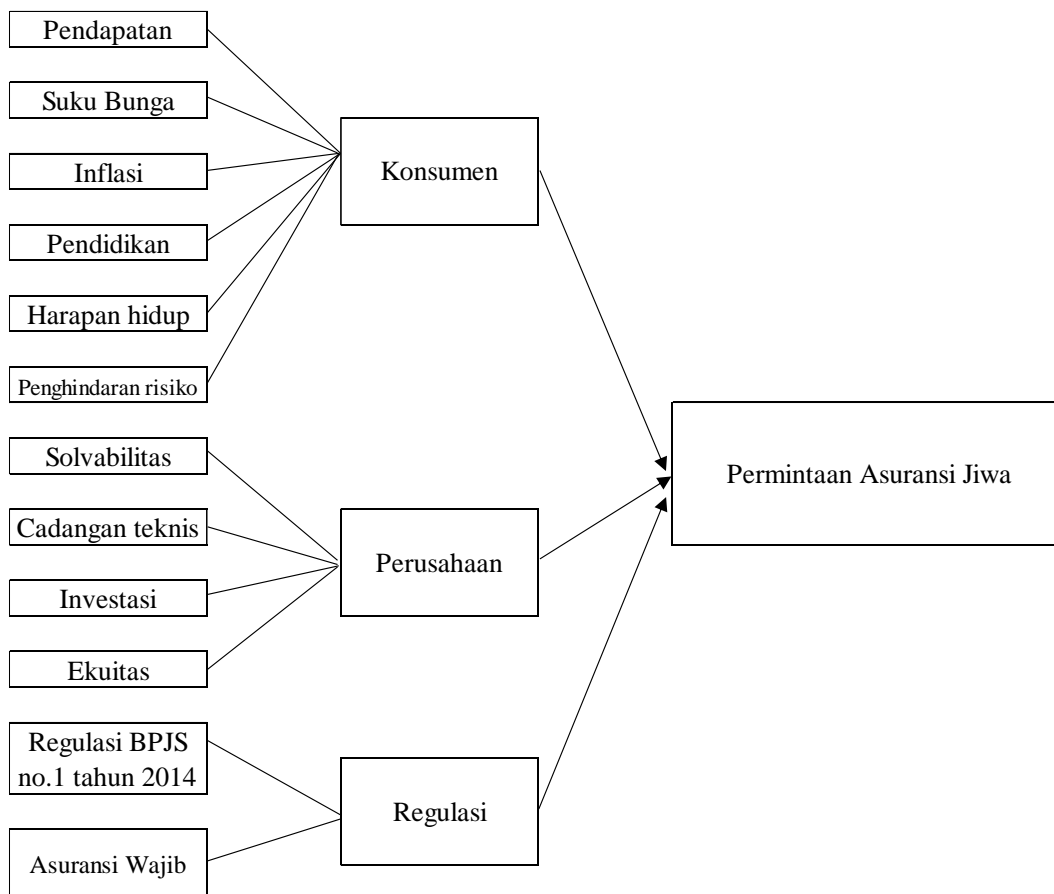 Pendapatan
Suku Bunga
Inflasi
Pendidikan
Harapan hidup
Penghindaran risiko
Konsumen
Solvabilitas
Cadangan teknis
Investasi
Ekuitas
Perusahaan
Regulasi BPJS
no.1 tahun 2014
Asuransi Wajib
Regulasi
Permintaan Asuransi Jiwa